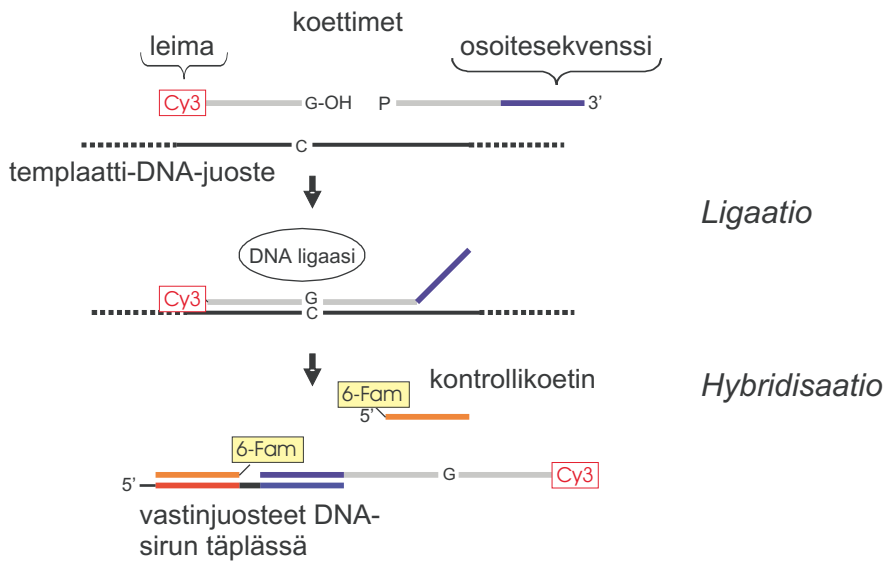 koettimet
leima
osoitesekvenssi
Cy3
G-OH
P
3’
C
templaatti-DNA-juoste
Ligaatio
DNA ligaasi
Cy3
G
C
kontrollikoetin
Hybridisaatio
6-Fam
5’
6-Fam
5’
G
Cy3
vastinjuosteet DNA-
sirun täplässä